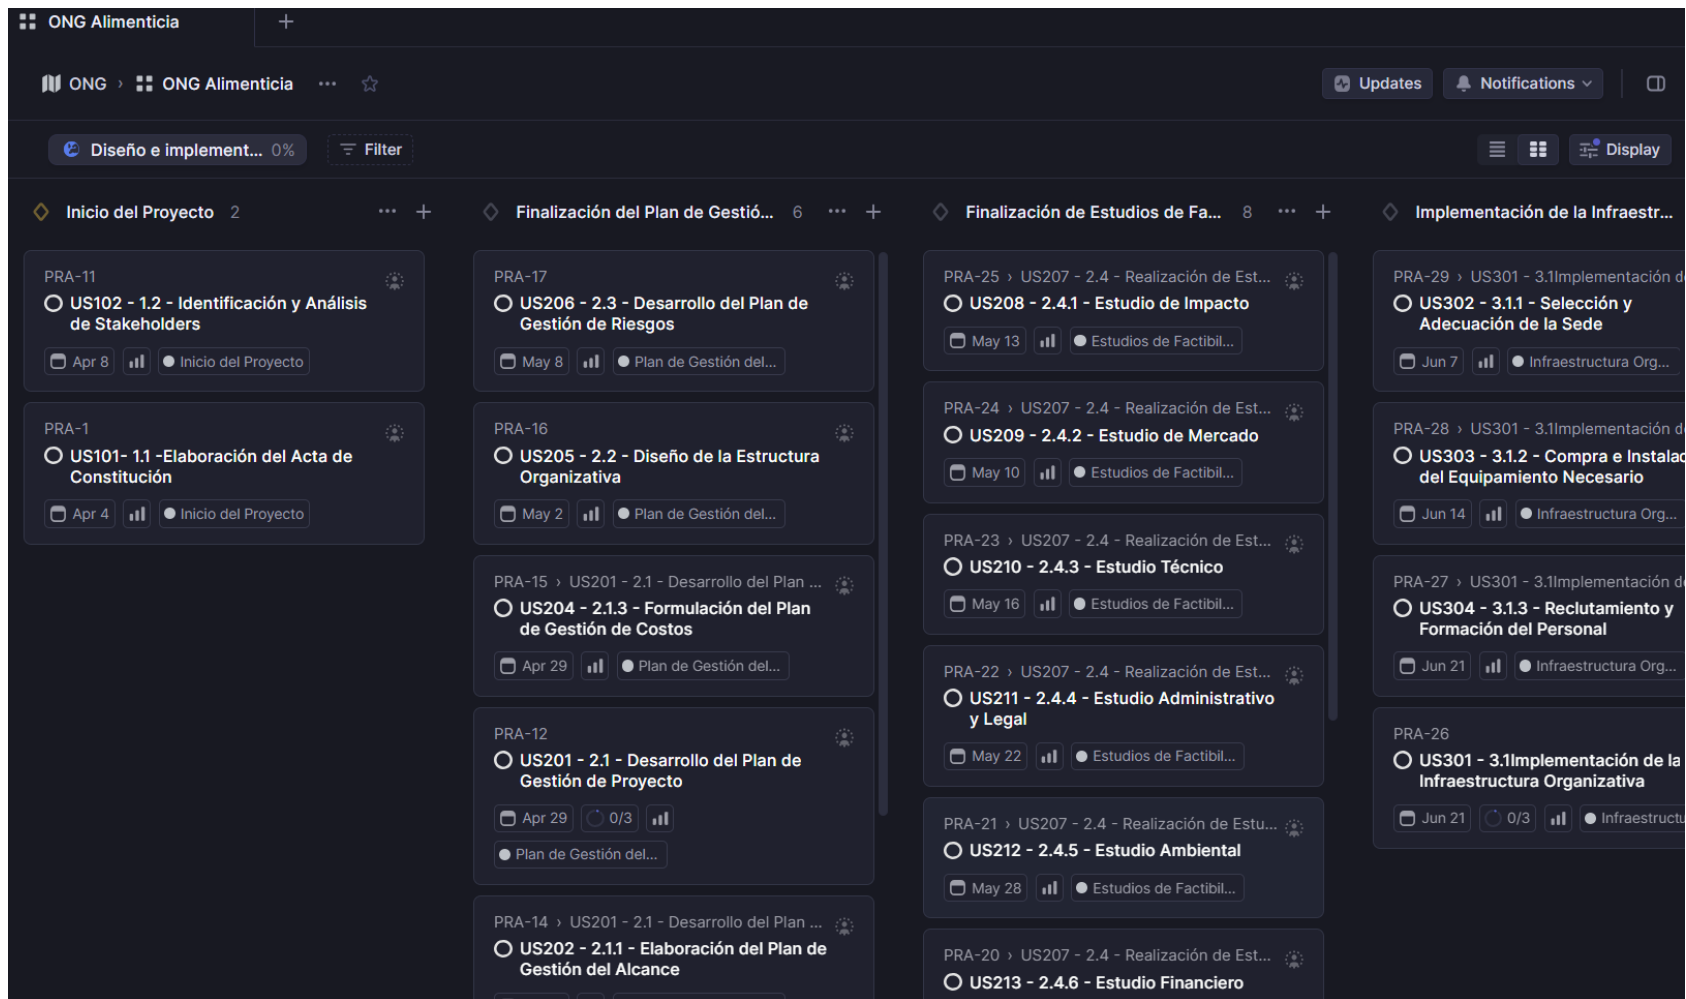 ONG Alimenticia
ONG › ONG Alimenticia
Updates
Notifications
Diseño e implement... 0%
Filter
Display
Inicio del Proyecto 2
PRA-11
US102 - 1.2 - Identificación y Análisis
de Stakeholders
Apr 8
Inicio del Proyecto
PRA-1
US101- 1.1 -Elaboración del Acta de
Constitución
Apr 4
Inicio del Proyecto
Finalización del Plan de Gestió... 6
PRA-17
US206 - 2.3 - Desarrollo del Plan de
Gestión de Riesgos
May 8
Plan de Gestión del...
PRA-16
US205 - 2.2 - Diseño de la Estructura
Organizativa
May 2
Plan de Gestión del...
PRA-15 › US201 - 2.1 - Desarrollo del Plan ...
US204 - 2.1.3 - Formulación del Plan
de Gestión de Costos
Apr 29
Plan de Gestión del...
PRA-12
US201 - 2.1 - Desarrollo del Plan de
Gestión de Proyecto
Apr 29
0/3
Plan de Gestión del...
PRA-14 › US201 - 2.1 - Desarrollo del Plan ...
US202 - 2.1.1 - Elaboración del Plan de
Gestión del Alcance
Finalización de Estudios de Fa... 8
PRA-25 › US207 - 2.4 - Realización de Est...
US208 - 2.4.1 - Estudio de Impacto
May 13
Estudios de Factibil...
PRA-24 › US207 - 2.4 - Realización de Est...
US209 - 2.4.2 - Estudio de Mercado
May 10
Estudios de Factibil...
PRA-23 › US207 - 2.4 - Realización de Est...
US210 - 2.4.3 - Estudio Técnico
May 16
Estudios de Factibil...
PRA-22 › US207 - 2.4 - Realización de Est...
US211 - 2.4.4 - Estudio Administrativo
y Legal
May 22
Estudios de Factibil...
PRA-21 › US207 - 2.4 - Realización de Estu...
US212 - 2.4.5 - Estudio Ambiental
May 28
Estudios de Factibil...
PRA-20 › US207 - 2.4 - Realización de Est...
US213 - 2.4.6 - Estudio Financiero
Implementación de la Infraestr...
PRA-29 › US301 - 3.1Implementación de
US302 - 3.1.1 - Selección y
Adecuación de la Sede
Jun 7
Infraestructura Org...
PRA-28 › US301 - 3.1Implementación de
US303 - 3.1.2 - Compra e Instalac
del Equipamiento Necesario
Jun 14
Infraestructura Org...
PRA-27 › US301 - 3.1Implementación de
US304 - 3.1.3 - Reclutamiento y
Formación del Personal
Jun 21
Infraestructura Org...
PRA-26
US301 - 3.1Implementación de la
Infraestructura Organizativa
Jun 21
0/3
Infraestructu